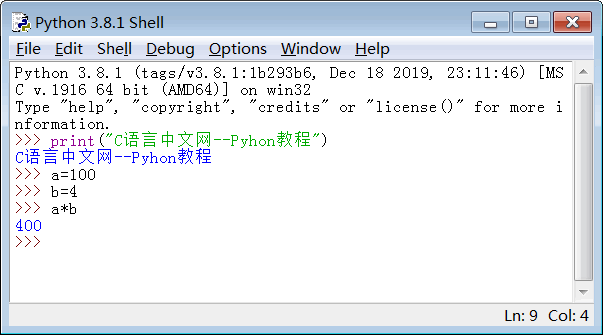 Python 3.8.1 Shell
File Edit Shell Debug Options Window Help
Python 3.8.1 (tags/v3.8.1:1b293b6, Dec 18 2019, 23:11:46) [MS
C v.1916 64 bit (AMD64)] on win32
Type "help", "copyright", "credits" or "license()" for more i
nformation.
>>> print("C语言中文网--Pyhon教程")
C语言中文网--Pyhon教程
>>> a=100
>>> b=4
>>> a*b
400
>>>
Ln: 9 Col: 4